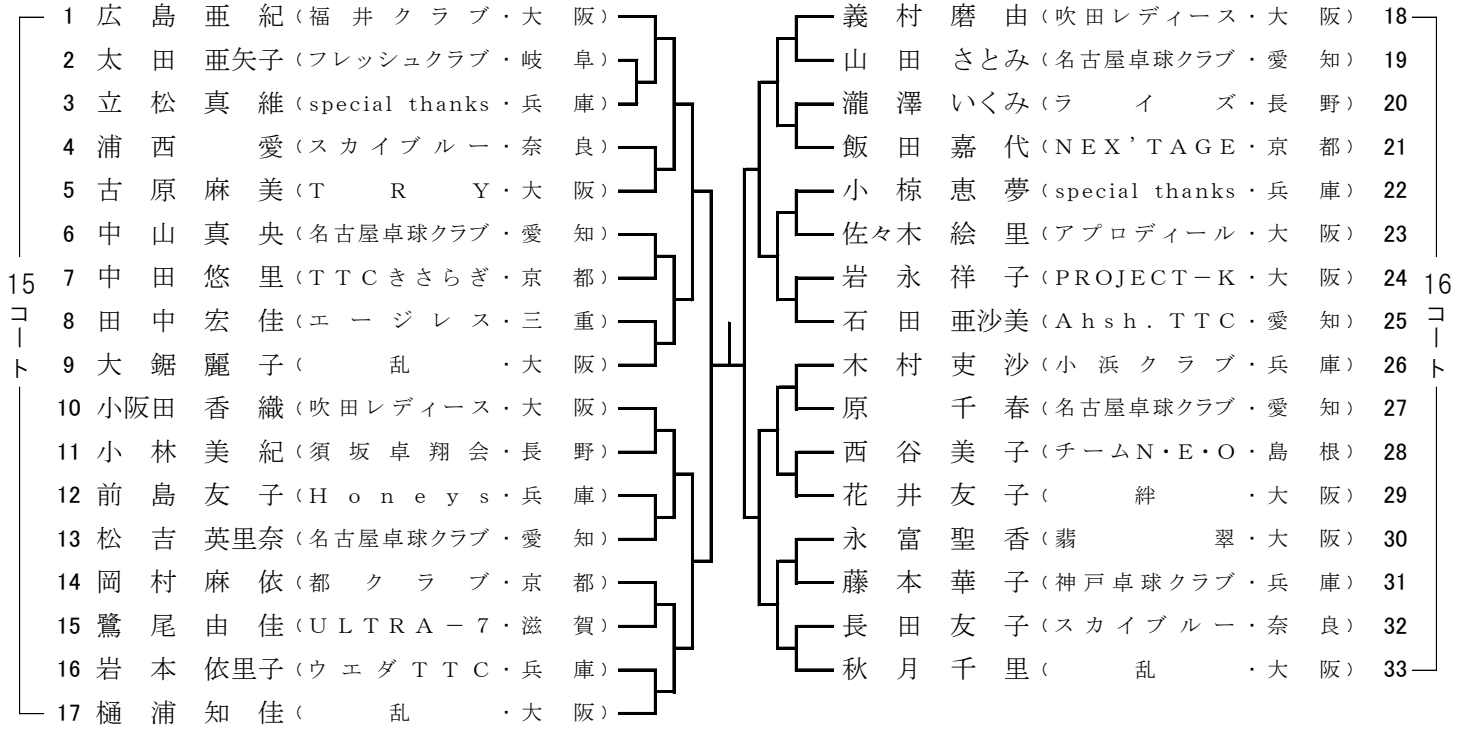 1 広島亜紀（福井クラブ・大阪）
2 太田亜矢子（フレッシュクラブ・岐阜）
3 立松真維（special thanks・兵庫）
4 浦西愛（スカイブルー・奈良）
5 古原麻美（TRY・大阪）
6 中山真央（名古屋卓球クラブ・愛知）
7 中田悠里（TTCきさらぎ・京都）
8 田中宏佳（エージレス・三重）
9 大鋸麗子（乱・大阪）
10 小阪田香織（吹田レディース・大阪）
11 小林美紀（須坂卓翔会・長野）
12 前島友子（Honeys・兵庫）
13 松吉英里奈（名古屋卓球クラブ・愛知）
14 岡村麻依（都クラブ・京都）
15 鷺尾由佳（ULTRA－7・滋賀）
16 岩本依里子（ウエダTTC・兵庫）
17 樋浦知佳（乱・大阪）
15コート
義村磨由（吹田レディース・大阪）18
山田さとみ（名古屋卓球クラブ・愛知）19
瀧澤いくみ（ライズ・長野）20
飯田嘉代（NEX'TAGE・京都）21
小椋恵夢（special thanks・兵庫）22
佐々木絵里（アプロディール・大阪）23
岩永祥子（PROJECT－K・大阪）24
石田亜沙美（Ahsh.TTC・愛知）25
木村吏沙（小浜クラブ・兵庫）26
原千春（名古屋卓球クラブ・愛知）27
西谷美子（チームN・E・O・島根）28
花井友子（絆・大阪）29
永富聖香（翡翠・大阪）30
藤本華子（神戸卓球クラブ・兵庫）31
長田友子（スカイブルー・奈良）32
秋月千里（乱・大阪）33
16コート